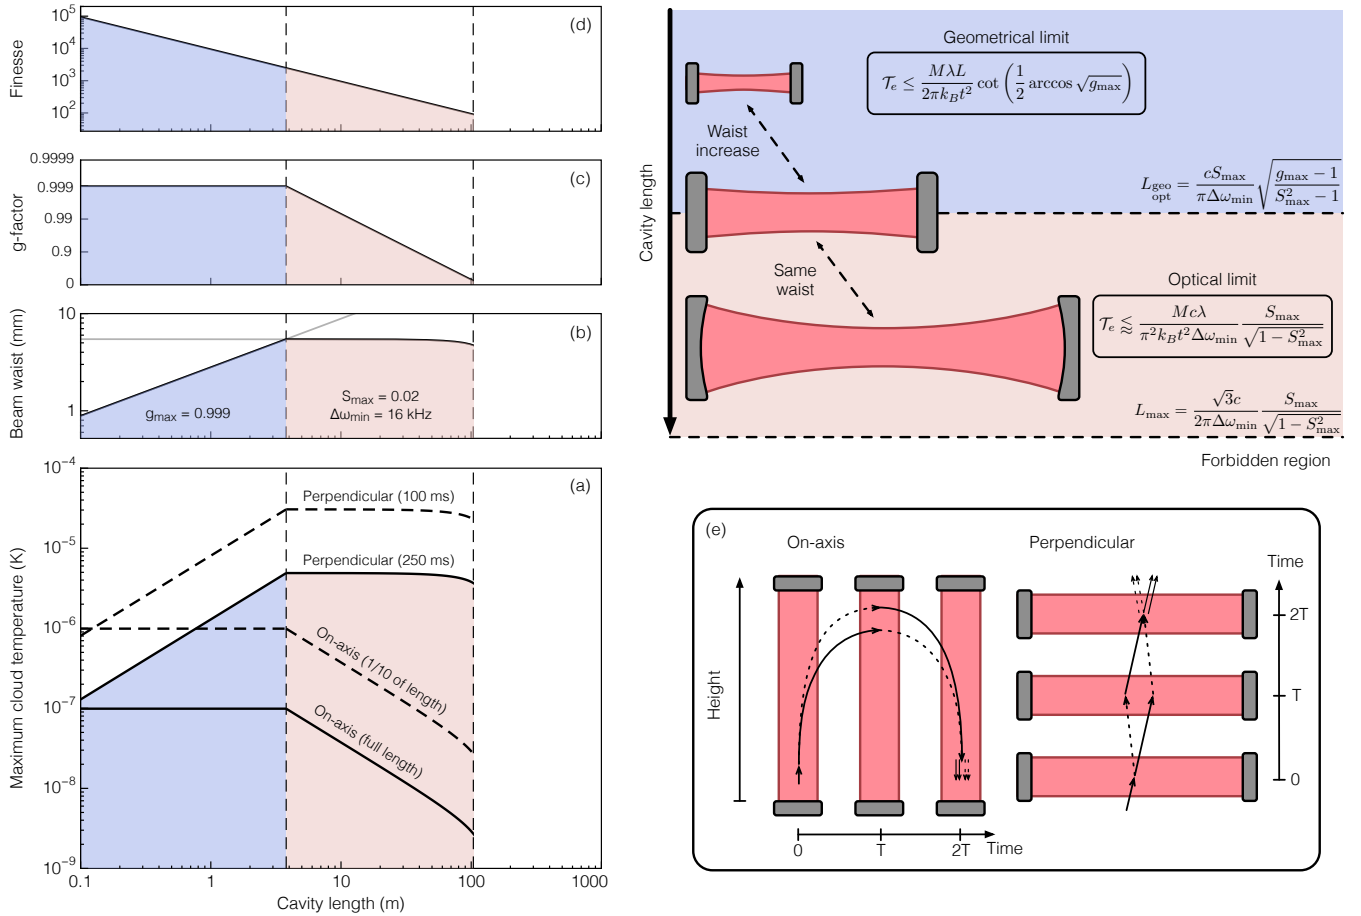 (d)
Finesse
10^5
10^4
10^3
10^2
(c)
g-factor
0.9999
0.999
0.99
0.9
0
(b)
Beam waist (mm)
10
1
g_max = 0.999
S_max = 0.02
Δω_min = 16 kHz
(a)
Maximum cloud temperature (K)
10^−4
10^−5
10^−6
10^−7
10^−8
10^−9
Perpendicular (100 ms)
Perpendicular (250 ms)
On-axis (1/10 of length)
On-axis (full length)
0.1 1 10 100 1000
Cavity length (m)
Cavity length
Geometrical limit
𝒯_e ≤ MλL / 2πk_B t^2 cot ( 1/2 arccos √g_max )
Waist
increase
L_geo opt = cS_max / πΔω_min √( (g_max − 1) / (S_max^2 − 1) )
Same
waist
Optical limit
𝒯_e ⪅ Mcλ / π^2 k_B t^2 Δω_min S_max / √(1 − S_max^2)
L_max = √3c / 2πΔω_min S_max / √(1 − S_max^2)
Forbidden region
(e)
On-axis
Perpendicular
Height
0 T 2T Time
Time
2T
T
0